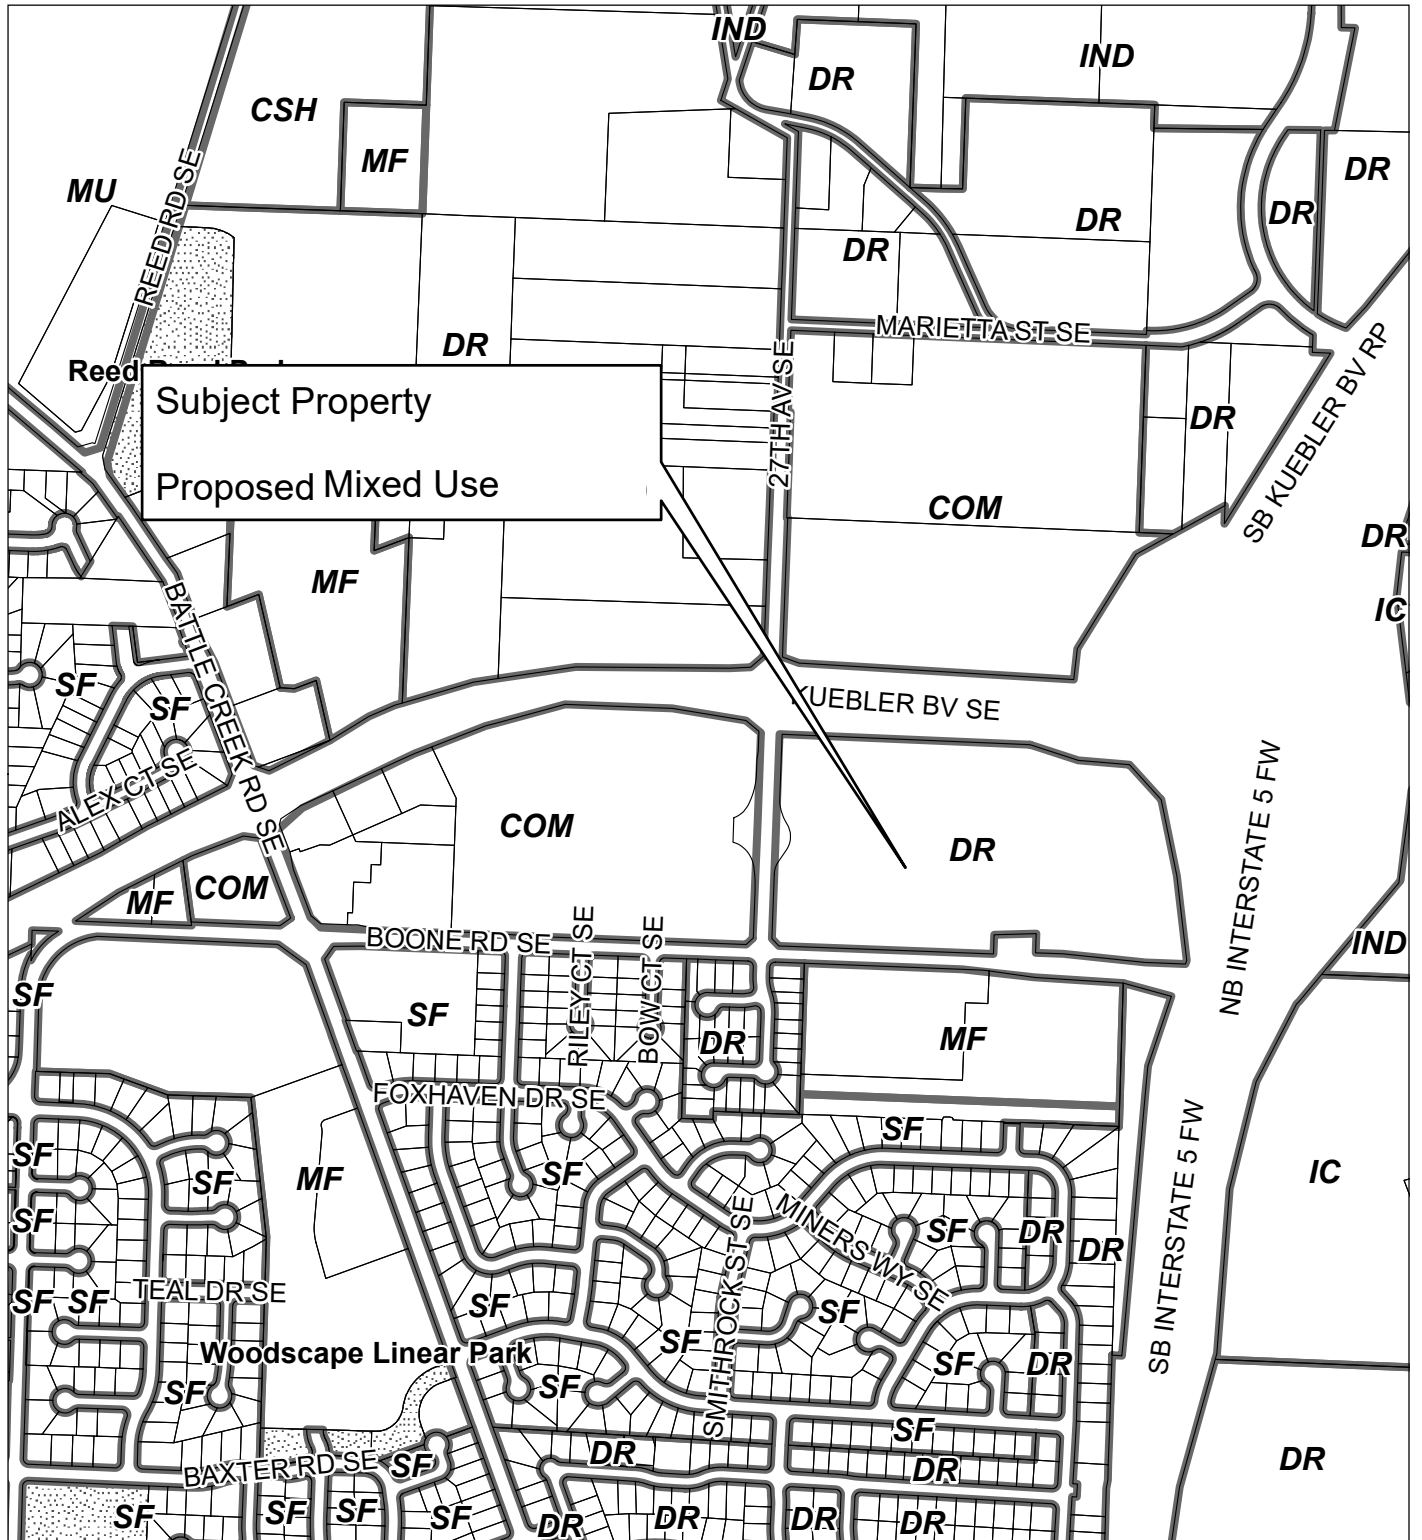 IND
IND
DR
CSH
MF
DR
MU
DR
DR
REED RD SE
DR
MARIETTA ST SE
DR
Reed
Subject Property
Proposed Mixed Use
27TH AV SE
SB KUEBLER BV RP
DR
COM
DR
MF
IC
BATTLE CREEK RD SE
SF
SF
KUEBLER BV SE
ALEX CT SE
NB INTERSTATE 5 FW
COM
DR
MF
COM
BOONE RD SE
RILEY CT SE
BOW CT SE
IND
SF
SF
DR
MF
FOXHAVEN DR SE
SF
SB INTERSTATE 5 FW
SF
SF
MF
SF
IC
SF
SMITHROCK ST SE
MINERS WY SE
SF
DR
DR
TEAL DR SE
SF
SF
SF
SF
SF
Woodscape Linear Park
SF
DR
SF
SF
SF
BAXTER RD SE
SF
DR
DR
DR
SF
SF
SF
SF
DR
DR
DR
DR